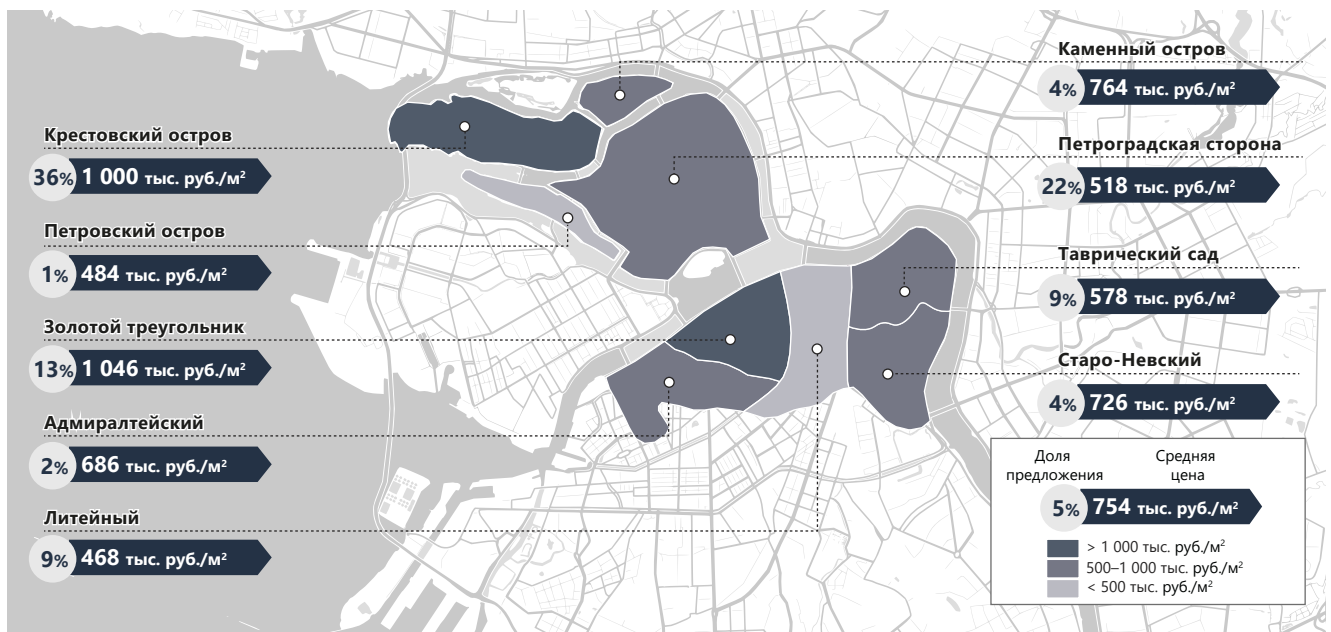 Крестовский остров
36% 1 000 тыс. руб./м²
Петровский остров
1% 484 тыс. руб./м²
Золотой треугольник
13% 1 046 тыс. руб./м²
Адмиралтейский
2% 686 тыс. руб./м²
Литейный
9% 468 тыс. руб./м²
Каменный остров
4% 764 тыс. руб./м²
Петроградская сторона
22% 518 тыс. руб./м²
Таврический сад
9% 578 тыс. руб./м²
Старо-Невский
4% 726 тыс. руб./м²
Доля предложения
Средняя цена
5% 754 тыс. руб./м²
> 1 000 тыс. руб./м²
500–1 000 тыс. руб./м²
< 500 тыс. руб./м²